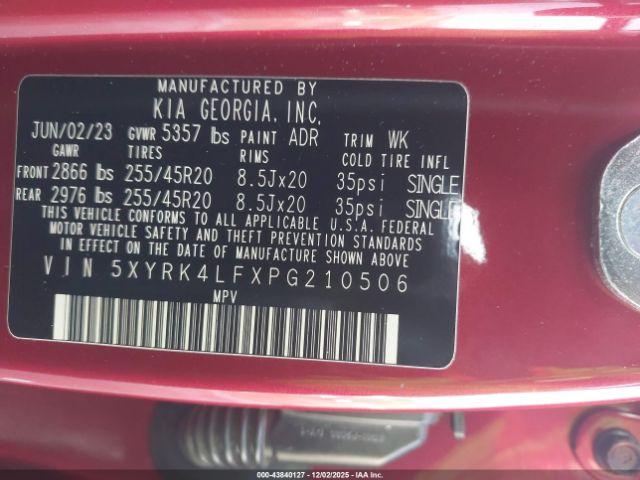 MANUFACTURED BY
KIA GEORGIA, INC,
JUN/02/23 GVWR 5357 lbs PAINT ADR TRIM WK
GAWR TIRES RIMS COLD TIRE INFL
FRONT 2866 lbs 255/45R20 8.5Jx20 35psi SINGLE
REAR 2976 lbs 255/45R20 8.5Jx20 35psi SINGLE
THIS VEHICLE CONFORMS TO ALL APPLICABLE U.S.A. FEDERAL
MOTOR VEHICLE SAFETY AND THEFT PREVENTION STANDARDS
IN EFFECT ON THE DATE OF MANUFACTURE SHOWN ABOVE
VIN 5XYRK4LFXPG210506
MPV
000-43840127 - 12/02/2025 - IAAI.COM